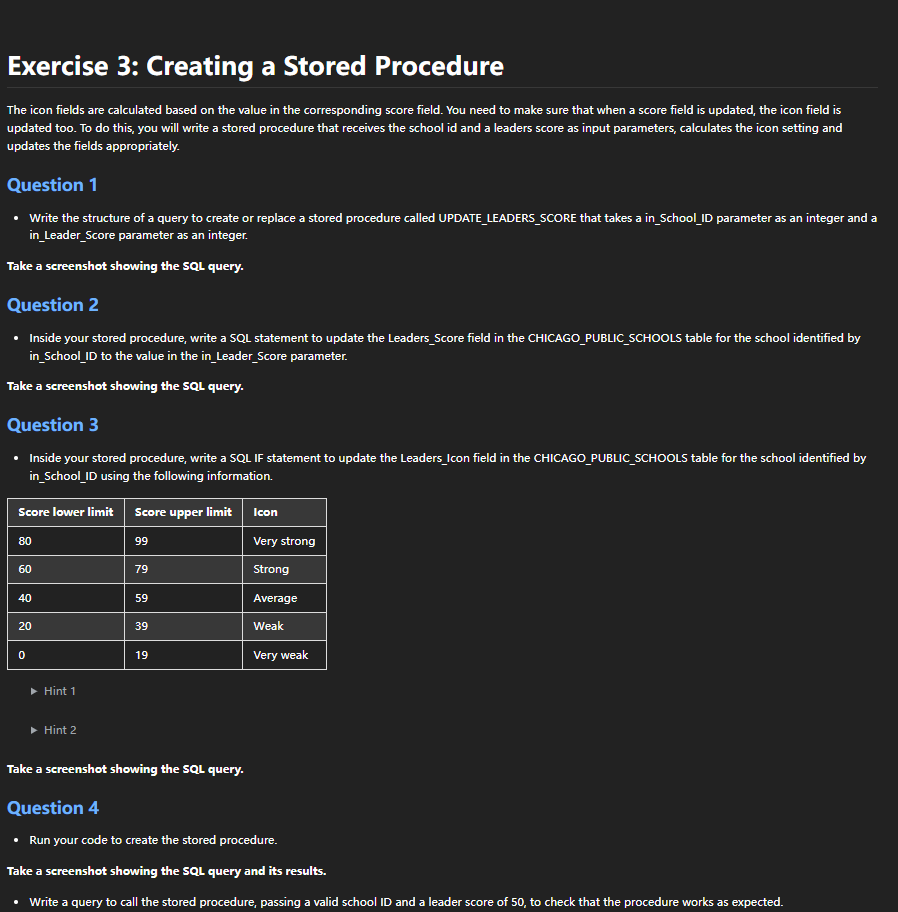 Exercise 3: Creating a Stored Procedure
The icon fields are calculated based on the value in the corresponding score field. You need to make sure that when a score field is updated, the icon field is
updated too. To do this, you will write a stored procedure that receives the school id and a leaders score as input parameters, calculates the icon setting and
updates the fields appropriately.
Question 1
• Write the structure of a query to create or replace a stored procedure called UPDATE_LEADERS_SCORE that takes a in_School_ID parameter as an integer and a
in_Leader_Score parameter as an integer.
Take a screenshot showing the SQL query.
Question 2
• Inside your stored procedure, write a SQL statement to update the Leaders_Score field in the CHICAGO_PUBLIC_SCHOOLS table for the school identified by
in_School_ID to the value in the in_Leader_Score parameter.
Take a screenshot showing the SQL query.
Question 3
• Inside your stored procedure, write a SQL IF statement to update the Leaders_Icon field in the CHICAGO_PUBLIC_SCHOOLS table for the school identified by
in_School_ID using the following information.
Score lower limit Score upper limit Icon
80 99 Very strong
60 79 Strong
40 59 Average
20 39 Weak
0 19 Very weak
▶ Hint 1
▶ Hint 2
Take a screenshot showing the SQL query.
Question 4
• Run your code to create the stored procedure.
Take a screenshot showing the SQL query and its results.
• Write a query to call the stored procedure, passing a valid school ID and a leader score of 50, to check that the procedure works as expected.